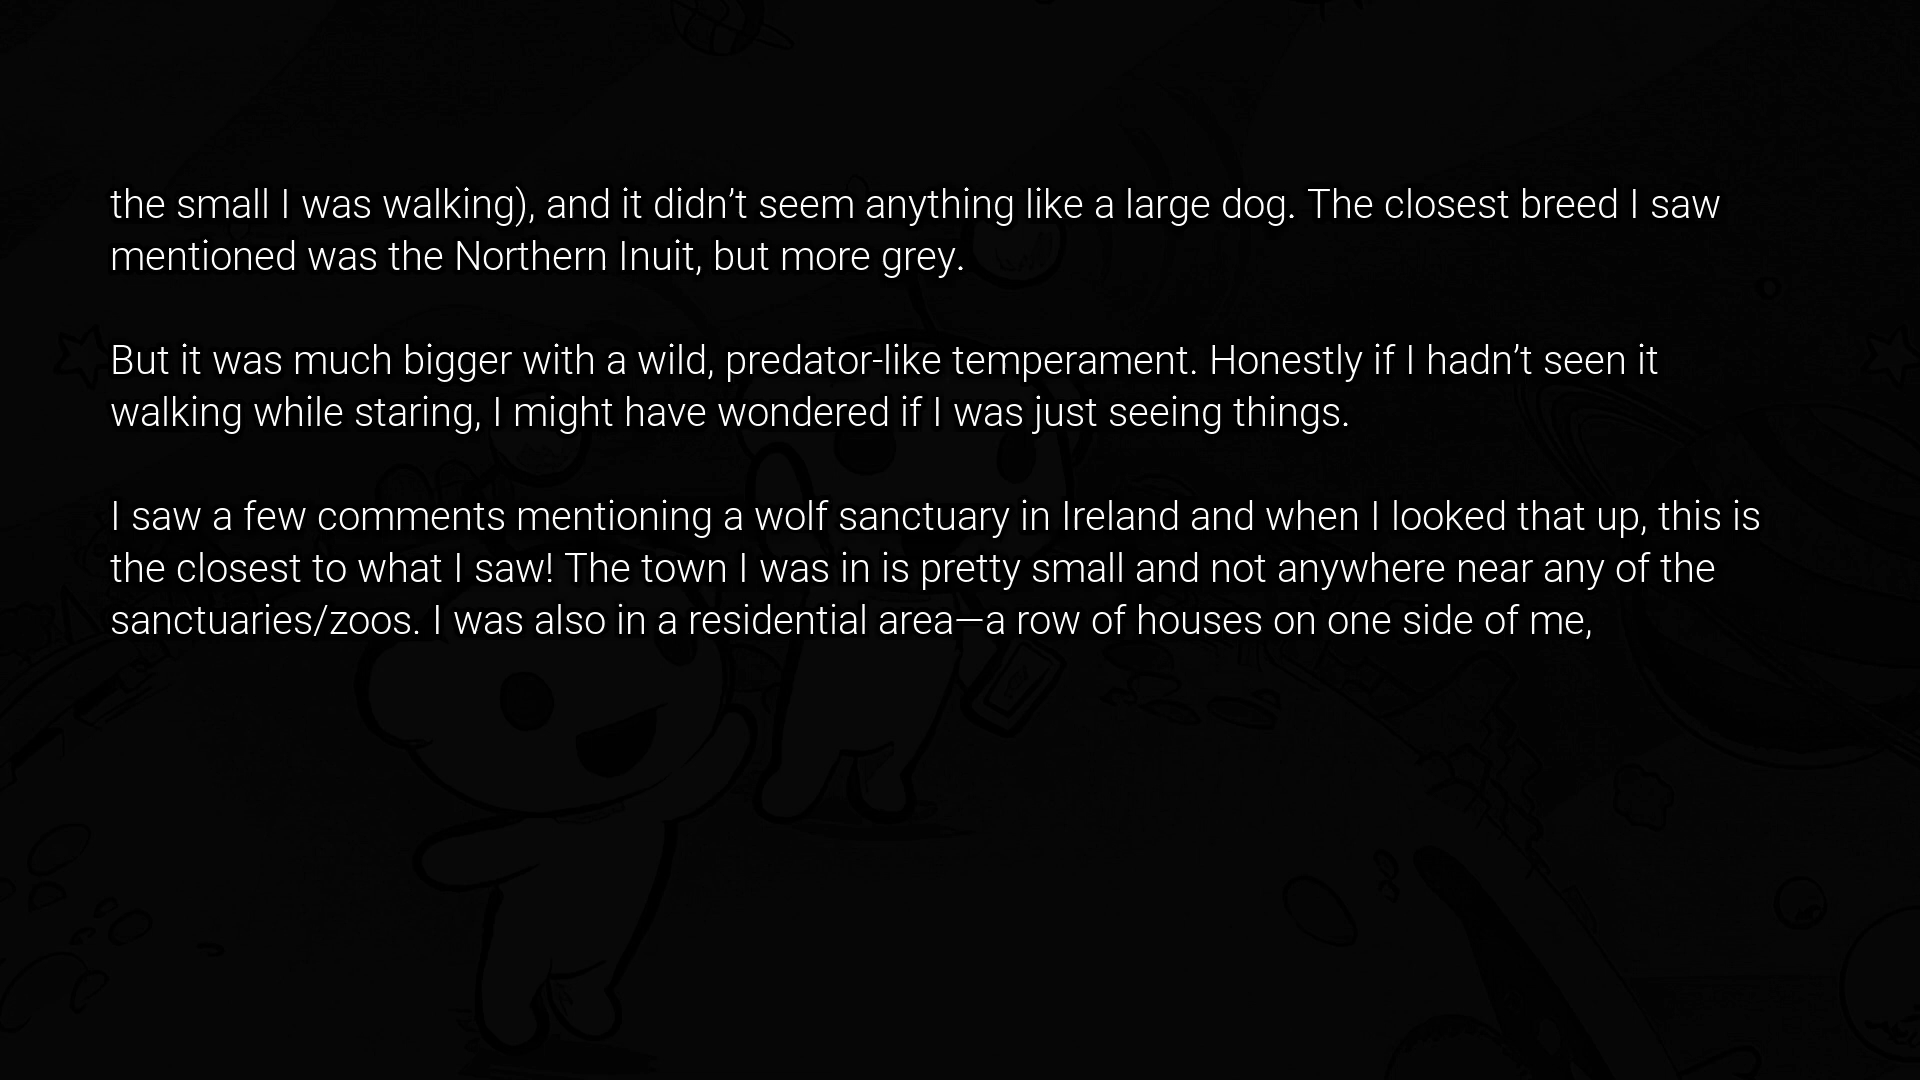 the small I was walking), and it didn’t seem anything like a large dog. The closest breed I saw
mentioned was the Northern Inuit, but more grey.
But it was much bigger with a wild, predator-like temperament. Honestly if I hadn’t seen it
walking while staring, I might have wondered if I was just seeing things.
I saw a few comments mentioning a wolf sanctuary in Ireland and when I looked that up, this is
the closest to what I saw! The town I was in is pretty small and not anywhere near any of the
sanctuaries/zoos. I was also in a residential area—a row of houses on one side of me,